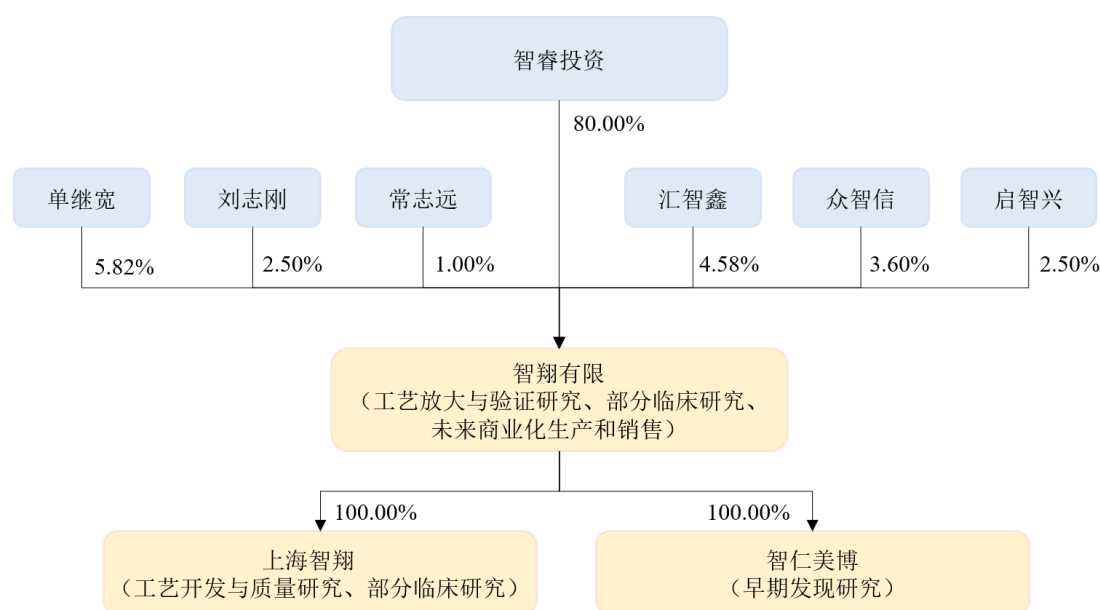 智睿投资
80.00%
单继宽
刘志刚
常志远
汇智鑫
众智信
启智兴
5.82%
2.50%
1.00%
4.58%
3.60%
2.50%
智翔有限
（工艺放大与验证研究、部分临床研究、
未来商业化生产和销售）
100.00%
100.00%
上海智翔
（工艺开发与质量研究、部分临床研究）
智仁美博
（早期发现研究）